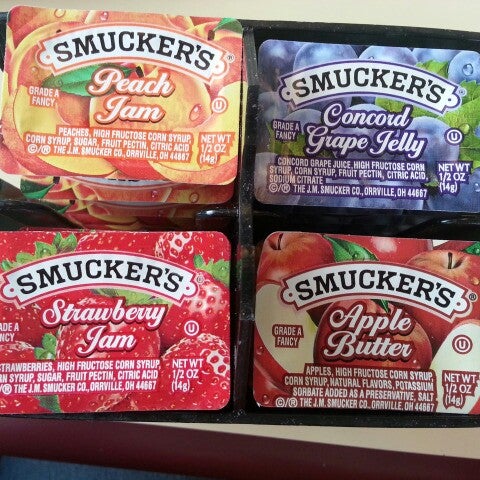 SMUCKER'S
Peach
Jam
GRADE A
FANCY
PEACHES, HIGH FRUCTOSE CORN SYRUP,
CORN SYRUP, SUGAR, FRUIT PECTIN, CITRIC ACID
©/® THE J.M. SMUCKER CO., ORRVILLE, OH 44667
NET WT
1/2 OZ
(14g)
U
SMUCKER'S
Concord
Grape Jelly
GRADE A
FANCY
CONCORD GRAPE JUICE, HIGH FRUCTOSE CORN
SYRUP, CORN SYRUP, FRUIT PECTIN, CITRIC ACID,
SODIUM CITRATE
©/® THE J.M. SMUCKER CO., ORRVILLE, OH 44667
NET WT
1/2 OZ
(14g)
U
SMUCKER'S®
Strawberry
Jam
GRADE A
FANCY
STRAWBERRIES, HIGH FRUCTOSE CORN SYRUP,
CORN SYRUP, SUGAR, FRUIT PECTIN, CITRIC ACID
©/® THE J.M. SMUCKER CO., ORRVILLE, OH 44667
NET WT
1/2 OZ
(14g)
U
SMUCKER'S®
Apple
Butter
GRADE A
FANCY
APPLES, HIGH FRUCTOSE CORN SYRUP,
CORN SYRUP, NATURAL FLAVORS, POTASSIUM
SORBATE ADDED AS A PRESERVATIVE, SALT
©/® THE J.M. SMUCKER CO., ORRVILLE, OH 44667
NET WT
1/2 OZ
(14g)
U